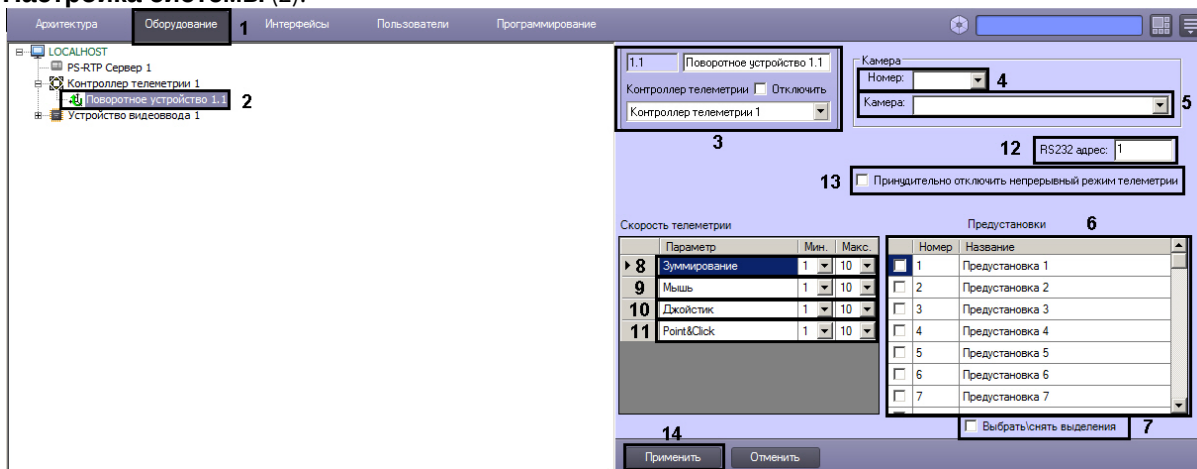 Настройка системы (2).
Архитектура Оборудование 1 Интерфейсы Пользователи Программирование
LOCALHOST
PS-RTP Сервер 1
Контроллер телеметрии 1
Поворотное устройство 1.1 2
Устройство видеоввода 1
1.1 Поворотное устройство 1.1
Контроллер телеметрии Отключить
Контроллер телеметрии 1
3
Камера
Номер: 4
Камера: 5
12 RS232 адрес: 1
13 Принудительно отключить непрерывный режим телеметрии
Скорость телеметрии
Параметр Мин. Макс.
8 Зуммирование 1 10
9 Мышь 1 10
10 Джойстик 1 10
11 Point&Click 1 10
Предустановки 6
Номер Название
1 Предустановка 1
2 Предустановка 2
3 Предустановка 3
4 Предустановка 4
5 Предустановка 5
6 Предустановка 6
7 Предустановка 7
Выбрать\снять выделения 7
14
Применить Отменить